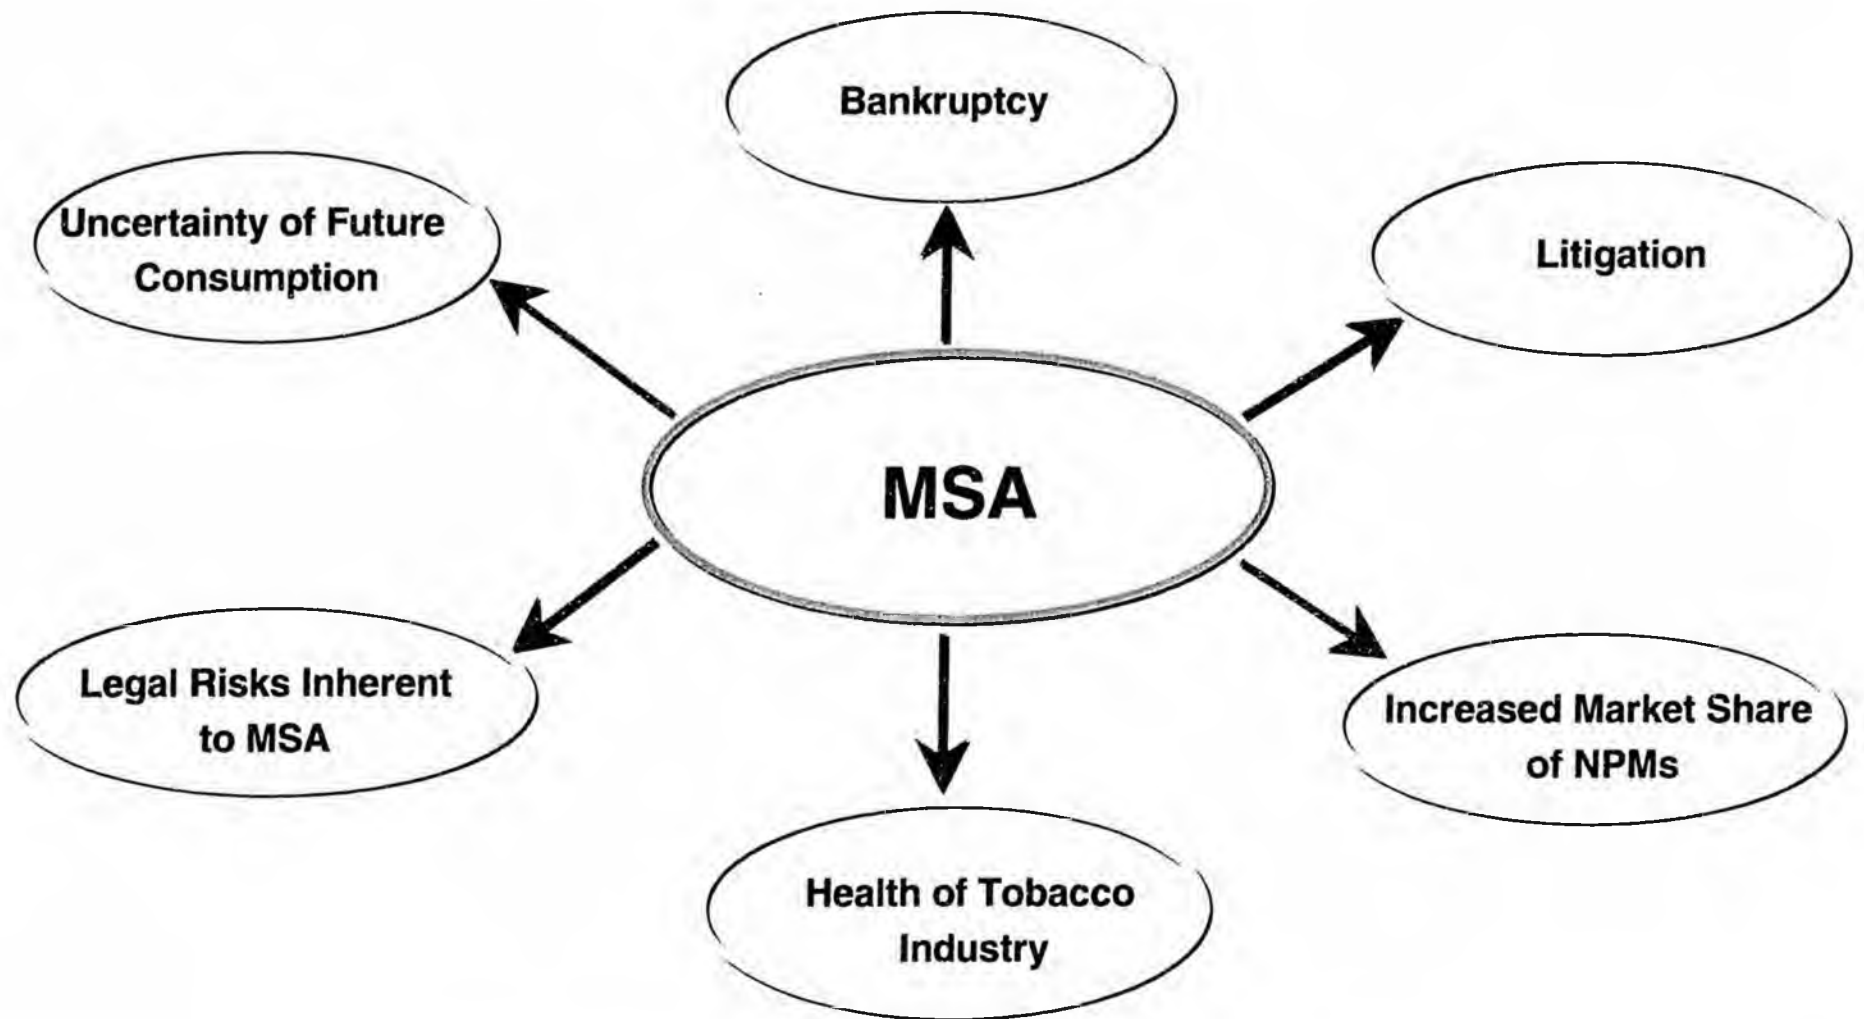 Bankruptcy
Uncertainty of Future
Consumption
Litigation
MSA
Legal Risks Inherent
to MSA
Increased Market Share
of NPMs
Health of Tobacco
Industry